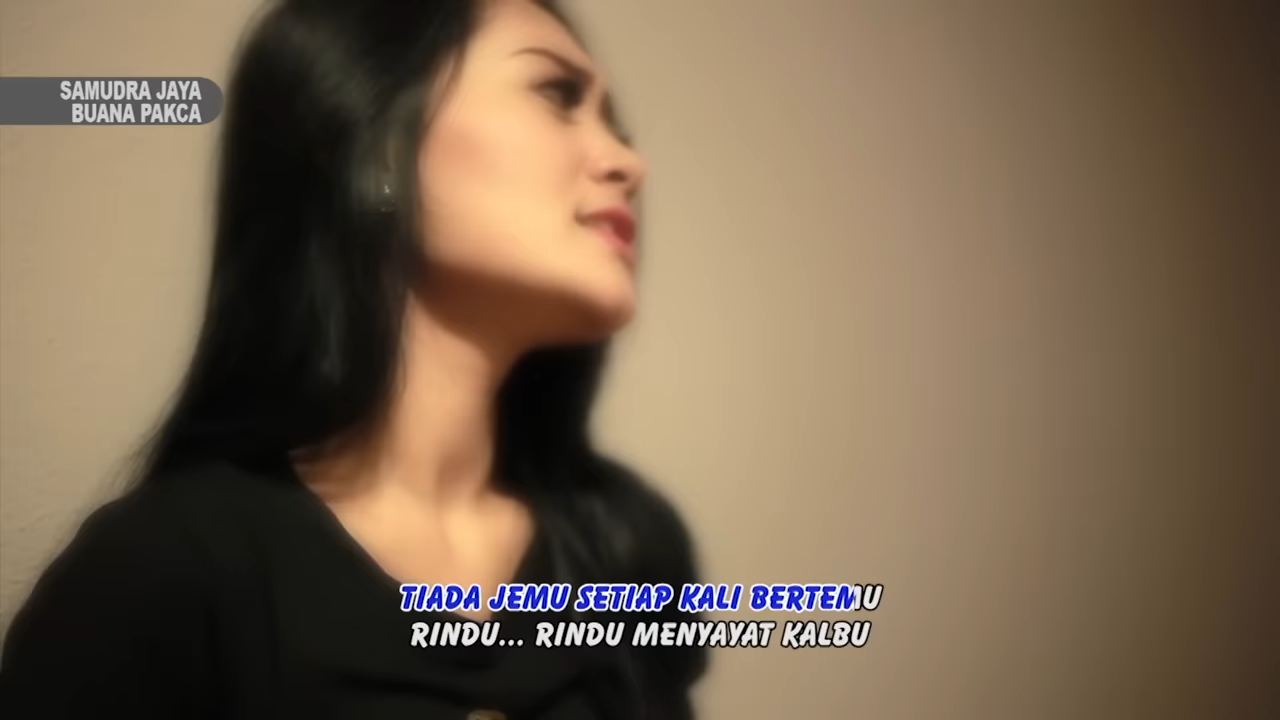 SAMUDRA JAYA
BUANA PAKCA
TIADA JEMU SETIAP KALI BERTEMU
RINDU... RINDU MENYAYAT KALBU